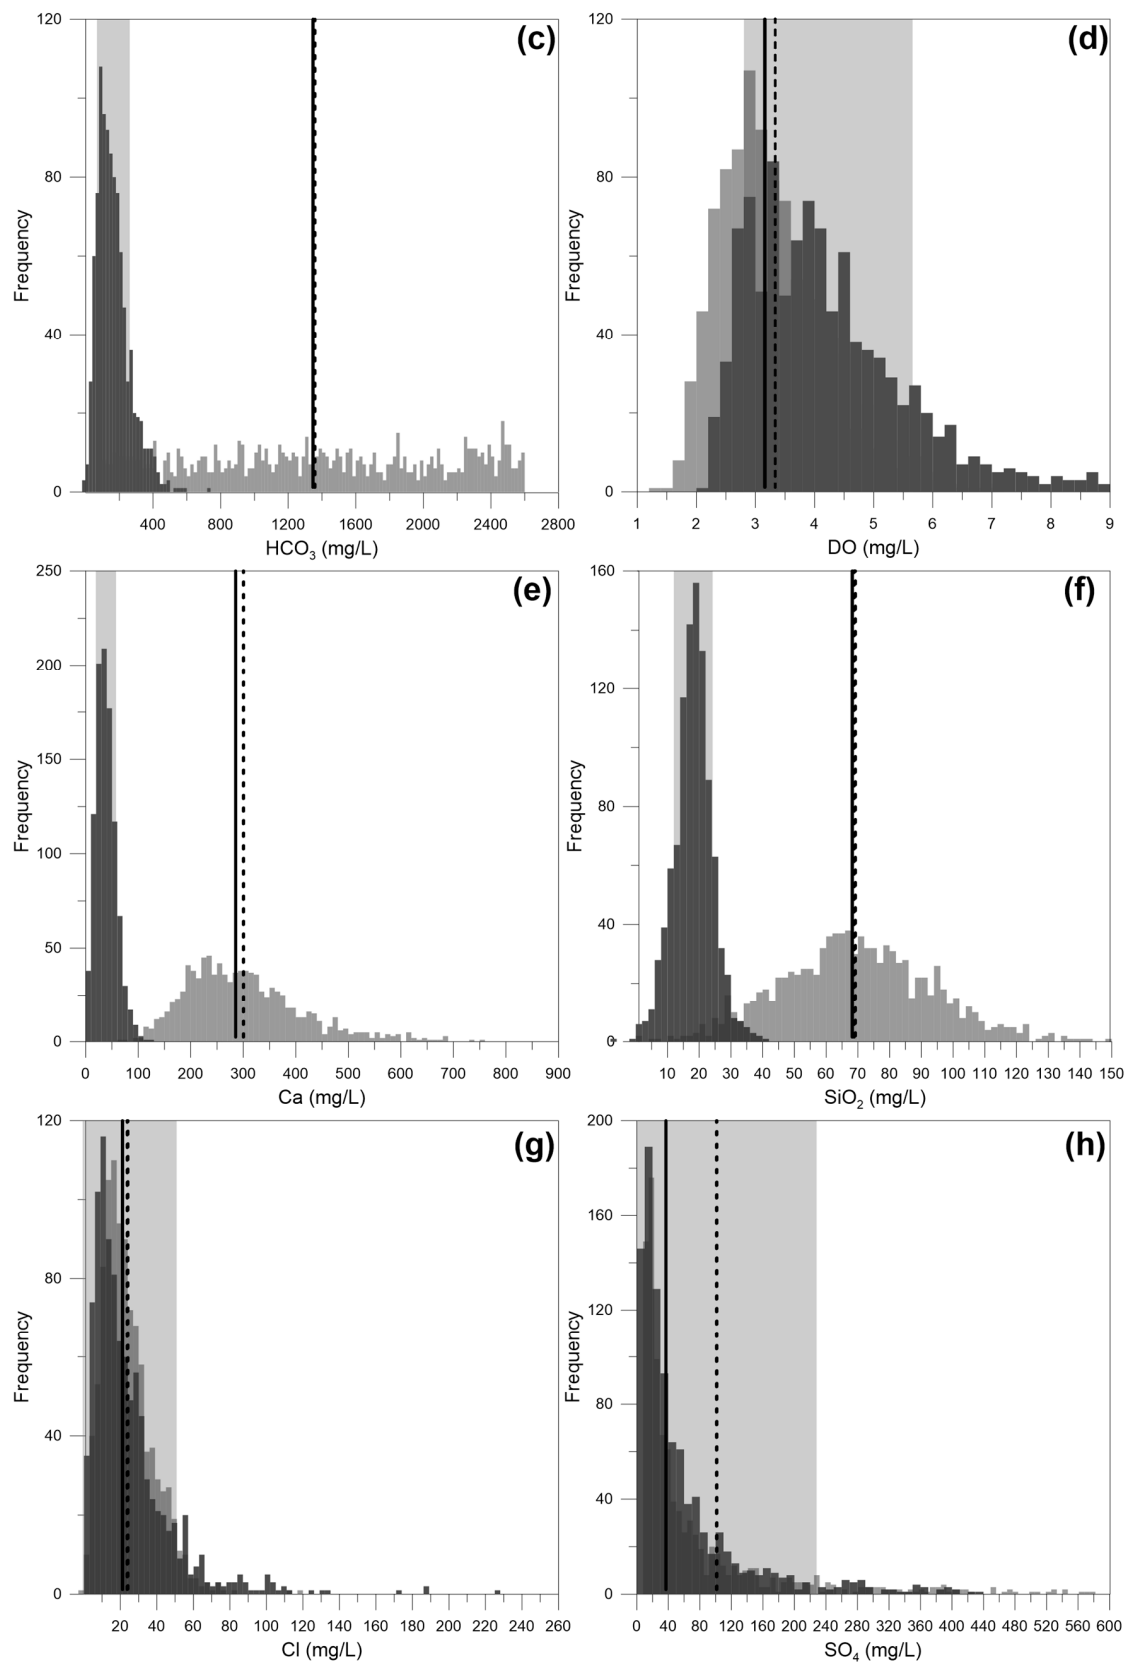 (c)
120
80
40
0
Frequency
400 800 1200 1600 2000 2400 2800
HCO3 (mg/L)
(d)
120
80
40
0
Frequency
1 2 3 4 5 6 7 8 9
DO (mg/L)
(e)
250
200
150
100
50
0
Frequency
0 100 200 300 400 500 600 700 800 900
Ca (mg/L)
(f)
160
120
80
40
0
Frequency
10 20 30 40 50 60 70 80 90 100 110 120 130 140 150
SiO2 (mg/L)
(g)
120
80
40
0
Frequency
20 40 60 80 100 120 140 160 180 200 220 240 260
Cl (mg/L)
(h)
200
160
120
80
40
0
Frequency
0 40 80 120 160 200 240 280 320 360 400 440 480 520 560 600
SO4 (mg/L)